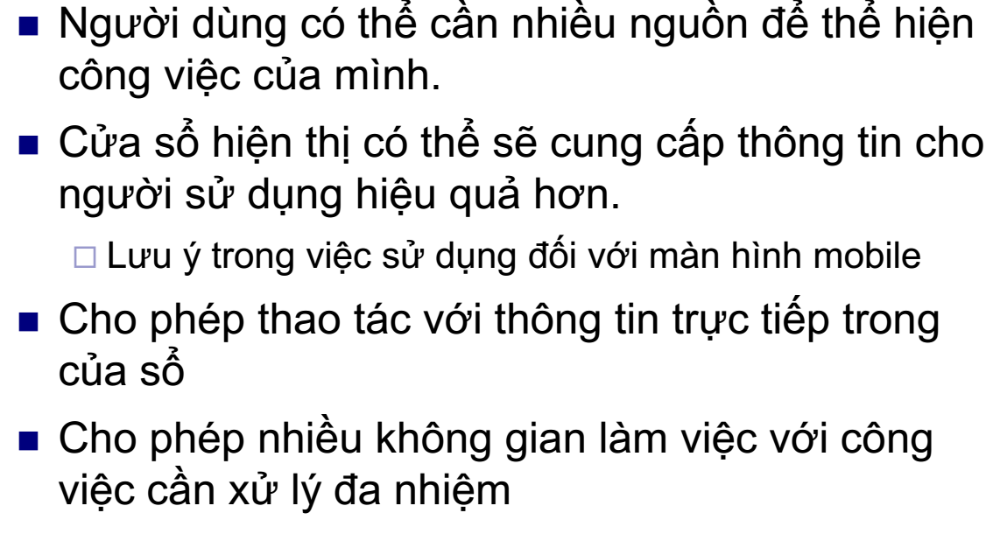 Người dùng có thể cần nhiều nguồn để thể hiện
công việc của mình.
Cửa sổ hiện thị có thể sẽ cung cấp thông tin cho
người sử dụng hiệu quả hơn.
Lưu ý trong việc sử dụng đối với màn hình mobile
Cho phép thao tác với thông tin trực tiếp trong
của sổ
Cho phép nhiều không gian làm việc với công
việc cần xử lý đa nhiệm